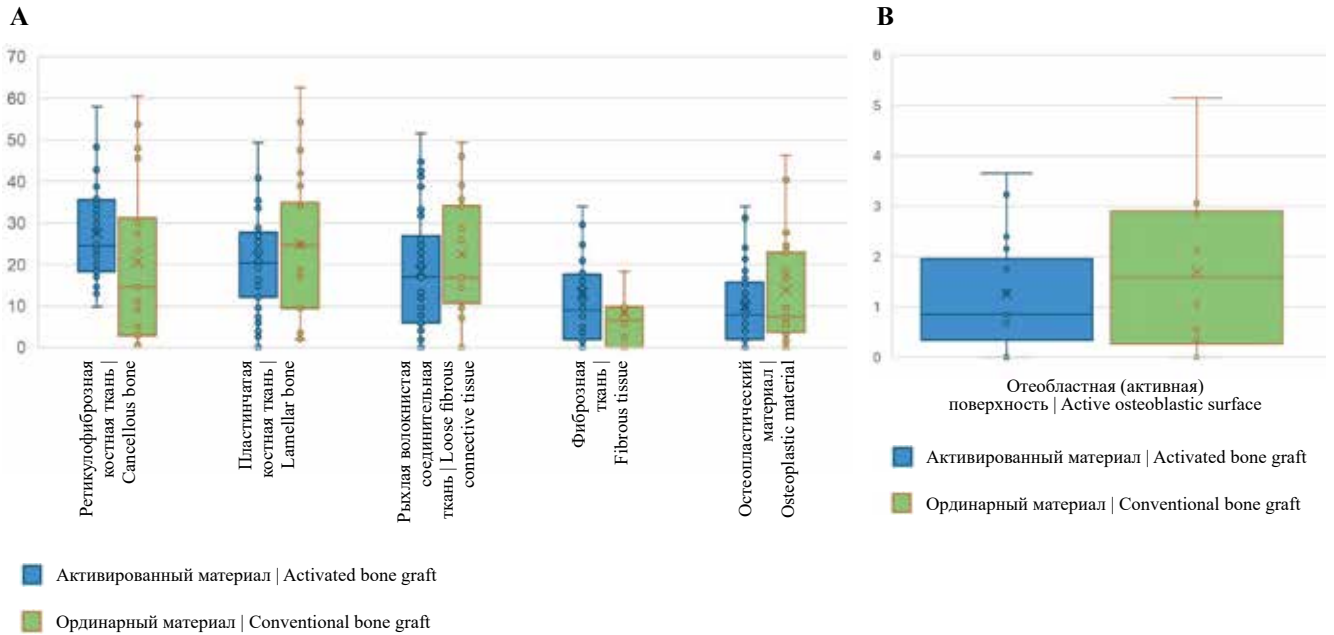 A
70
60
50
40
30
20
10
0
Ретикулофиброзная
костная ткань |
Cancellous bone
Пластинчатая
костная ткань |
Lamellar bone
Рыхлая волокнистая
соединительная
ткань | Loose fibrous
connective tissue
Фиброзная
ткань |
Fibrous tissue
Остеопластический
материал |
Osteoplastic material
Активированный материал | Activated bone graft
Ординарный материал | Conventional bone graft
B
6
5
4
3
2
1
0
Отеобластная (активная)
поверхность | Active osteoblastic surface
Активированный материал | Activated bone graft
Ординарный материал | Conventional bone graft